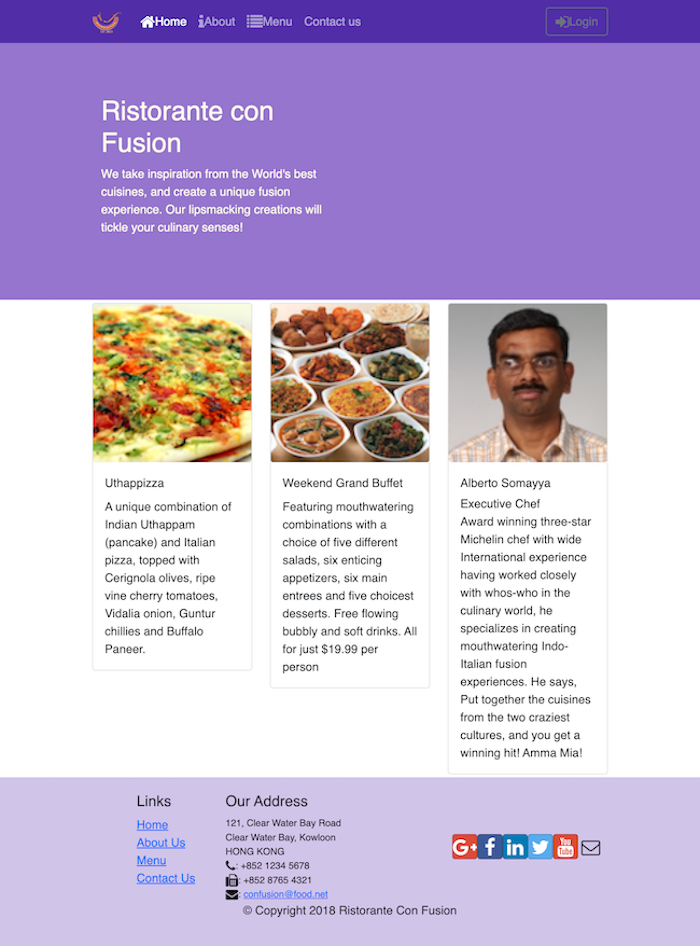 Home About Menu Contact us Login
Ristorante con
Fusion
We take inspiration from the World's best
cuisines, and create a unique fusion
experience. Our lipsmacking creations will
tickle your culinary senses!
Uthappizza
A unique combination of
Indian Uthappam
(pancake) and Italian
pizza, topped with
Cerignola olives, ripe
vine cherry tomatoes,
Vidalia onion, Guntur
chillies and Buffalo
Paneer.
Weekend Grand Buffet
Featuring mouthwatering
combinations with a
choice of five different
salads, six enticing
appetizers, six main
entrees and five choicest
desserts. Free flowing
bubbly and soft drinks. All
for just $19.99 per
person
Alberto Somayya
Executive Chef
Award winning three-star
Michelin chef with wide
International experience
having worked closely
with whos-who in the
culinary world, he
specializes in creating
mouthwatering Indo-
Italian fusion
experiences. He says,
Put together the cuisines
from the two craziest
cultures, and you get a
winning hit! Amma Mia!
Links
Home
About Us
Menu
Contact Us
Our Address
121, Clear Water Bay Road
Clear Water Bay, Kowloon
HONG KONG
: +852 1234 5678
: +852 8765 4321
: confusion@food.net
G+ f in You Tube
© Copyright 2018 Ristorante Con Fusion